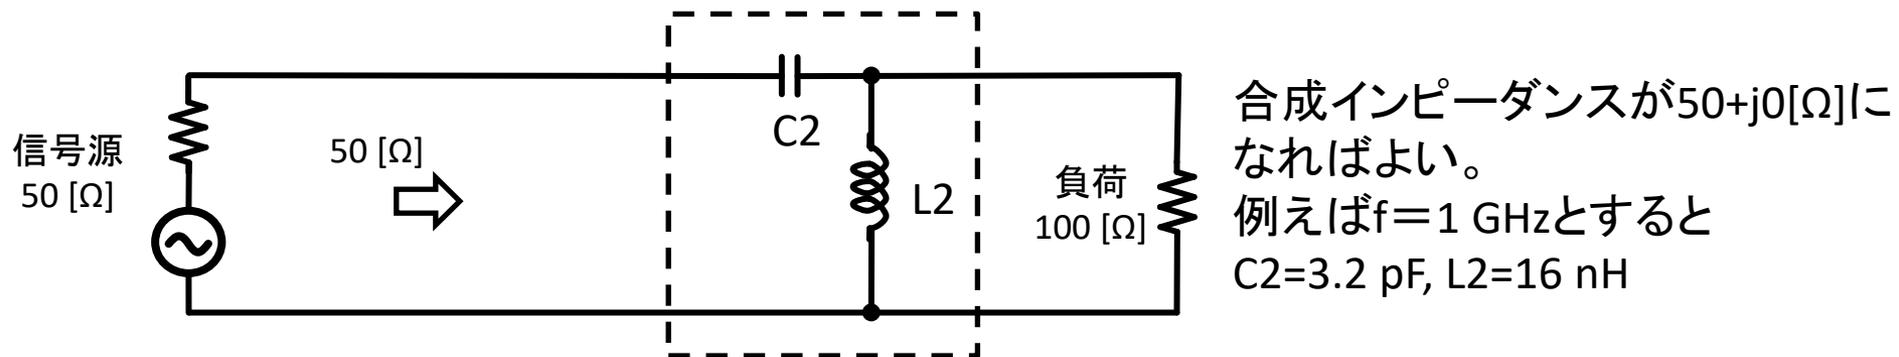 信号源
50 [Ω]
50 [Ω]
C2
L2
負荷
100 [Ω]
合成インピーダンスが50+j0[Ω]に
なればよい。
例えばf＝1 GHzとすると
C2=3.2 pF, L2=16 nH